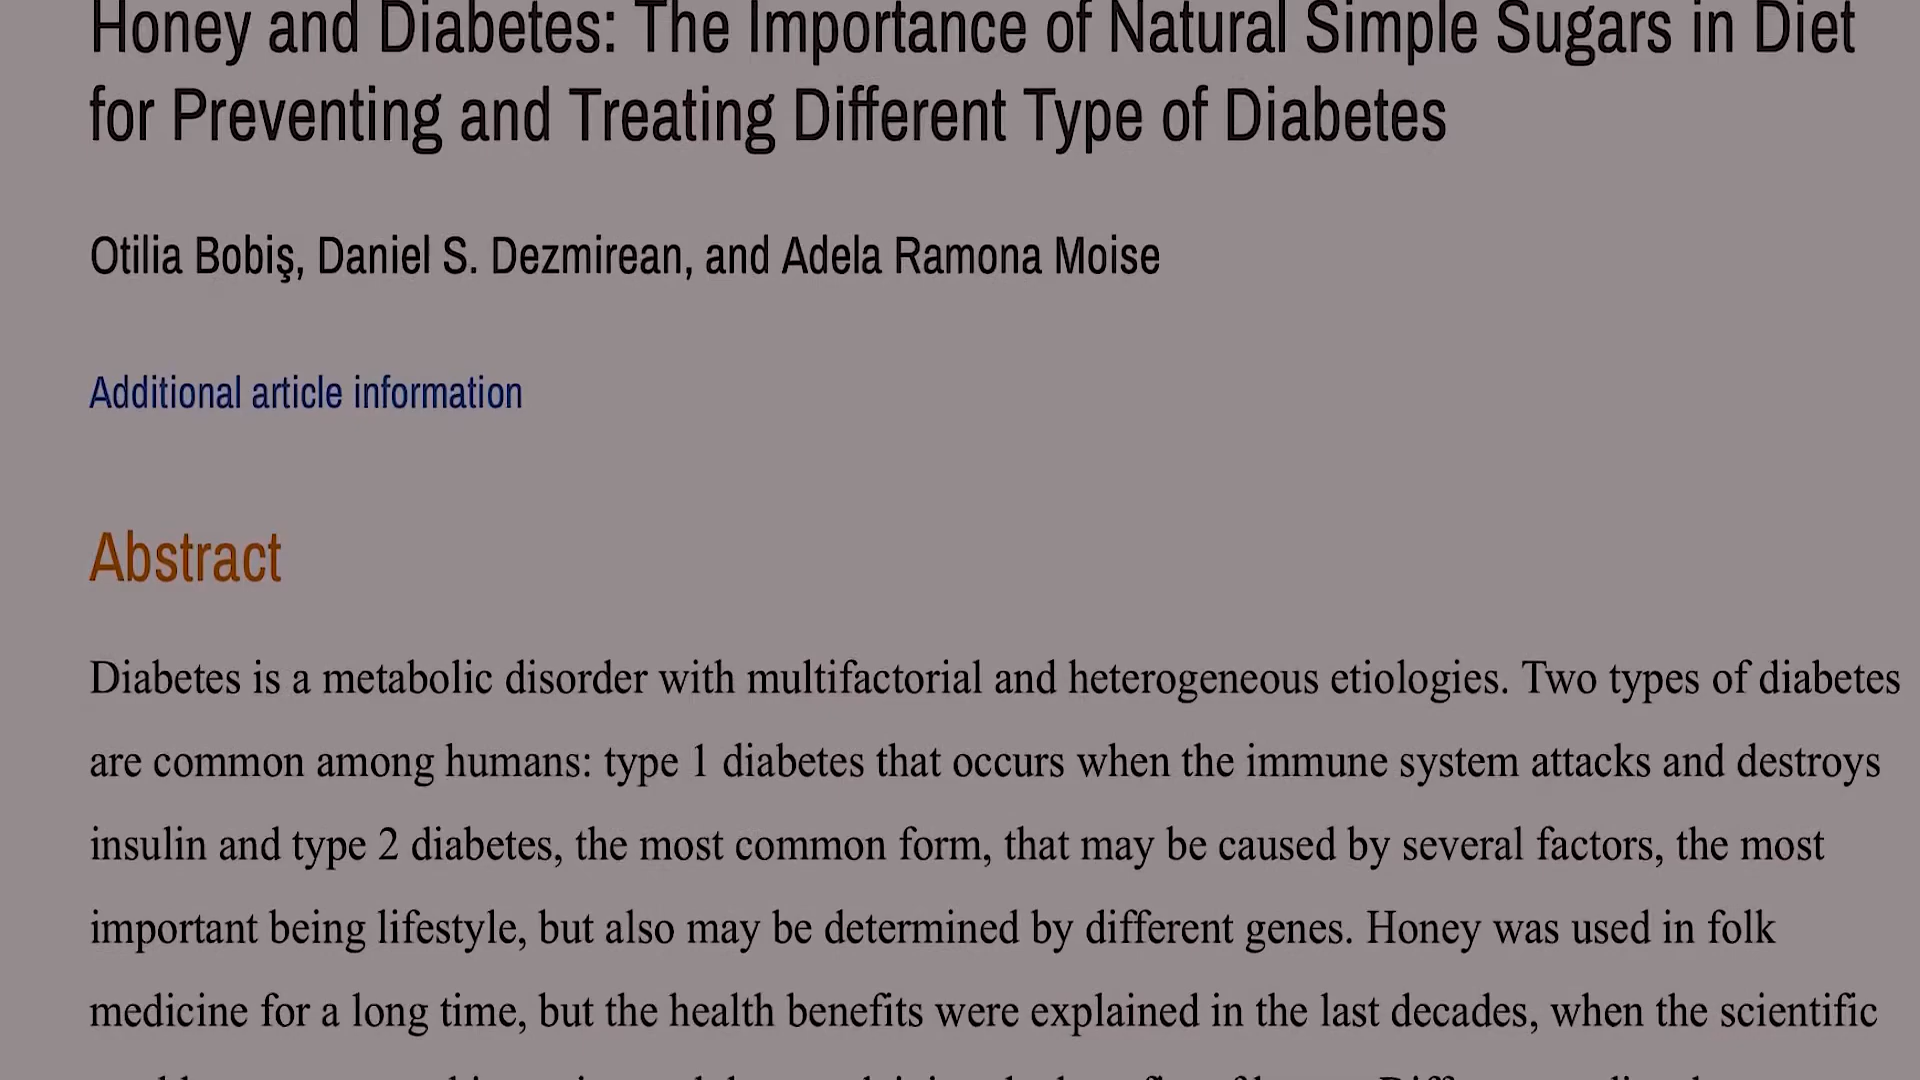 Honey and Diabetes: The Importance of Natural Simple Sugars in Diet
for Preventing and Treating Different Type of Diabetes
Otilia Bobiş, Daniel S. Dezmirean, and Adela Ramona Moise
Additional article information
Abstract
Diabetes is a metabolic disorder with multifactorial and heterogeneous etiologies. Two types of diabetes
are common among humans: type 1 diabetes that occurs when the immune system attacks and destroys
insulin and type 2 diabetes, the most common form, that may be caused by several factors, the most
important being lifestyle, but also may be determined by different genes. Honey was used in folk
medicine for a long time, but the health benefits were explained in the last decades, when the scientific